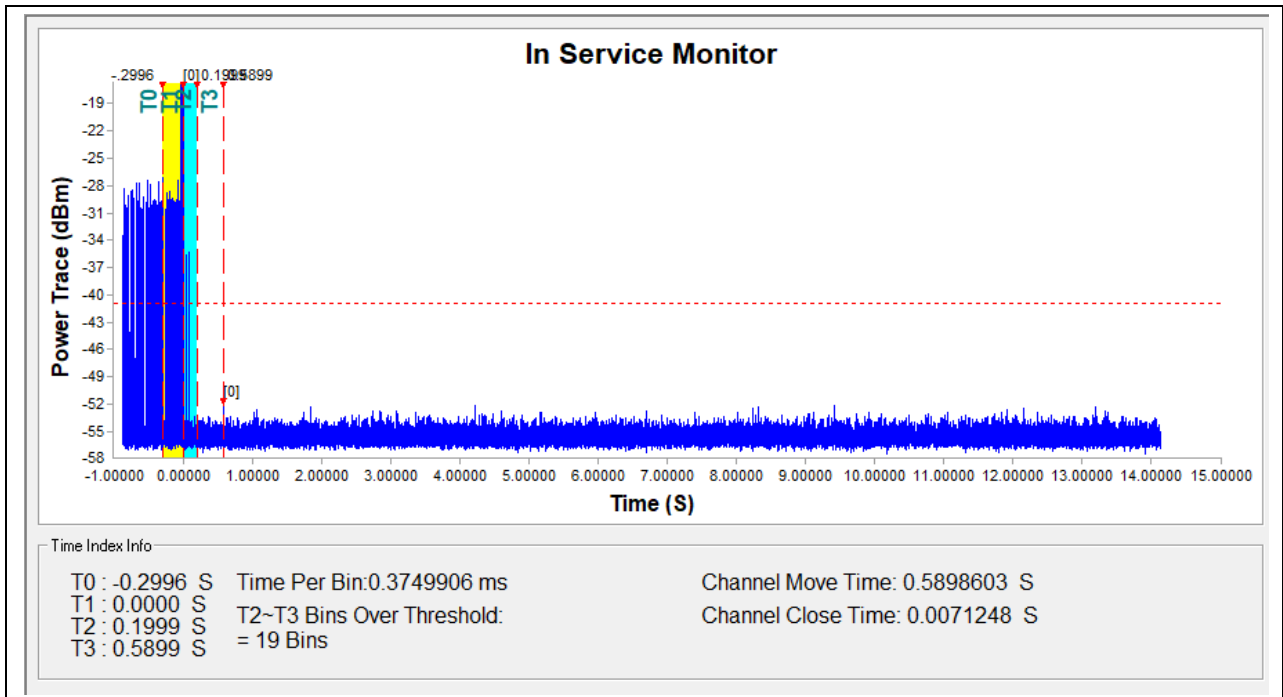 In Service Monitor
-.2996 [0] 0.1999 0.5899
T0 T1 T2 T3
Power Trace (dBm)
-19
-22
-25
-28
-31
-34
-37
-40
-43
-46
-49
-52
-55
-58
[0]
-1.00000 0.00000 1.00000 2.00000 3.00000 4.00000 5.00000 6.00000 7.00000 8.00000 9.00000 10.00000 11.00000 12.00000 13.00000 14.00000 15.00000
Time (S)
Time Index Info
T0 : -0.2996 S Time Per Bin:0.3749906 ms Channel Move Time: 0.5898603 S
T1 : 0.0000 S
T2~T3 Bins Over Threshold: Channel Close Time: 0.0071248 S
T2 : 0.1999 S
= 19 Bins
T3 : 0.5899 S